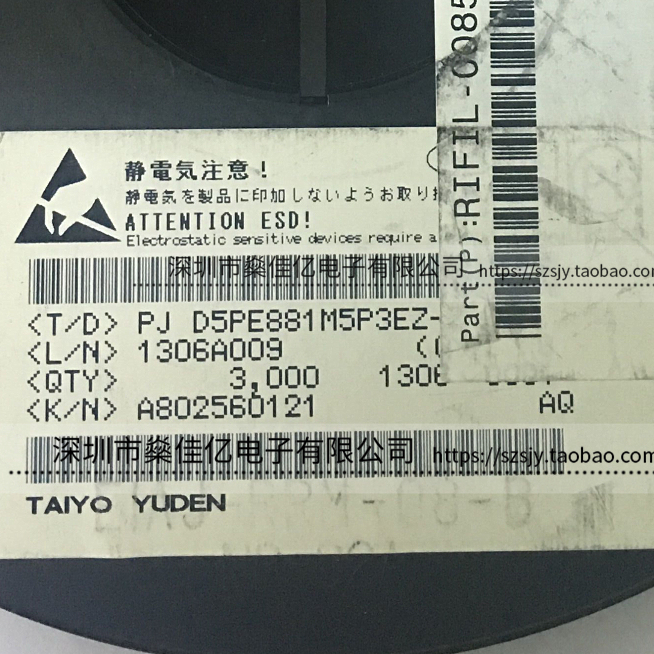 静電気注意！
静電気を製品に印加しないようお取り
ATTENTION ESD!
Electrostatic sensitive devices require a
深圳市燊佳亿电子有限公司 https://szsjy.taobao.com
<T/D> PJ D5PE881M5P3EZ-
<L/N> 1306A009
<QTY> 3,000 1306
<K/N> A802560121 AQ
深圳市燊佳亿电子有限公司 https://szsjy.taobao.com
TAIYO YUDEN
Part(P):RIFIL-0085